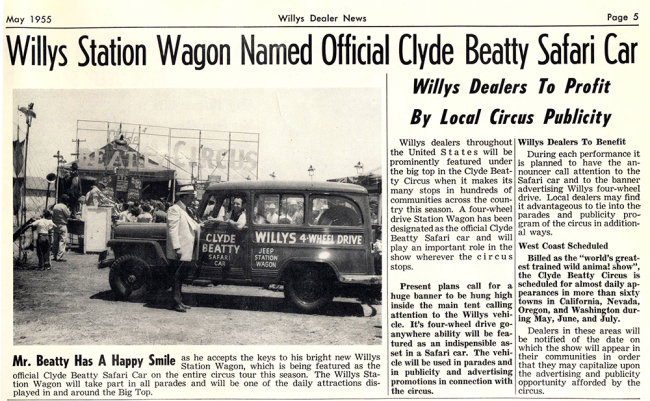 May 1955
Willys Dealer News
Page 5
Willys Station Wagon Named Official Clyde Beatty Safari Car
BEATTY CIRCUS
CLYDE
BEATTY
SAFARI
CAR
WILLYS 4-WHEEL DRIVE
JEEP
STATION
WAGON
Mr. Beatty Has A Happy Smile as he accepts the keys to his bright new Willys
Station Wagon, which is being featured as the
official Clyde Beatty Safari Car on the entire circus tour this season. The Willys Sta-
tion Wagon will take part in all parades and will be one of the daily attractions dis-
played in and around the Big Top.
Willys Dealers To Profit
By Local Circus Publicity
Willys dealers throughout
the United States will be
prominently featured under
the big top in the Clyde Beat-
ty Circus when it makes its
many stops in hundreds of
communities across the coun-
try this season. A four-wheel
drive Station Wagon has been
designated as the official Clyde
Beatty Safari car and will
play an important role in the
show wherever the circus
stops.
Present plans call for a
huge banner to be hung high
inside the main tent calling
attention to the Willys vehi-
cle. It's four-wheel drive go-
anywhere ability will be fea-
tured as an indispensible as-
set in a Safari car. The vehi-
cle will be used in parades and
in publicity and advertising
promotions in connection with
the circus.
Willys Dealers To Benefit
During each performance it
is planned to have the an-
nouncer call attention to the
Safari car and to the banner
advertising Willys four-wheel
drive. Local dealers may find
it advantageous to tie into the
parades and publicity pro-
gram of the circus in addition-
al ways.
West Coast Scheduled
Billed as the "world's great-
est trained wild animal show",
the Clyde Beatty Circus is
scheduled for almost daily ap-
pearances in more than sixty
towns in California, Nevada,
Oregon, and Washington dur-
ing May, June, and July.
Dealers in these areas will
be notified of the date on
which the show will appear in
their communities in order
that they may capitalize upon
the advertising and publicity
opportunity afforded by the
circus.